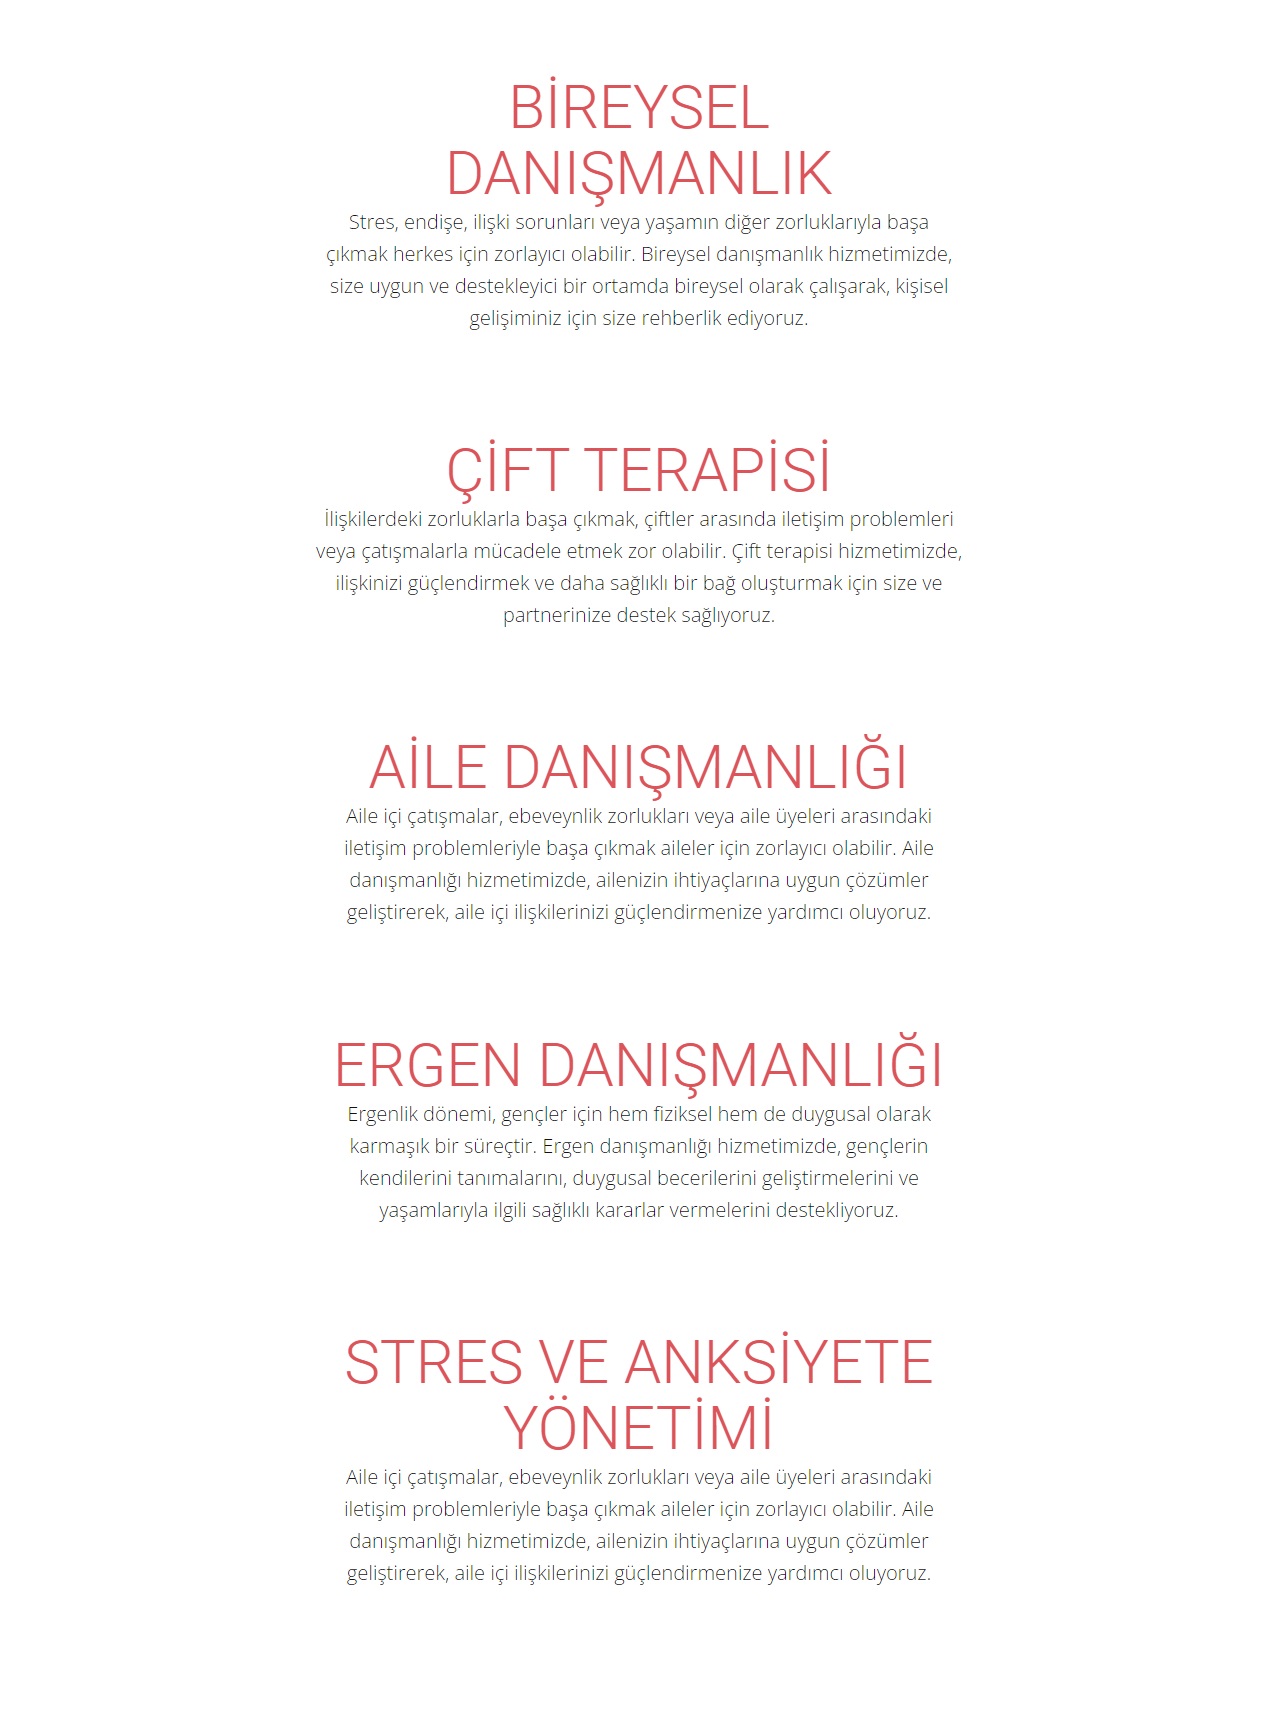 BİREYSEL
DANIŞMANLIK
Stres, endişe, ilişki sorunları veya yaşamın diğer zorluklarıyla başa
çıkmak herkes için zorlayıcı olabilir. Bireysel danışmanlık hizmetimizde,
size uygun ve destekleyici bir ortamda bireysel olarak çalışarak, kişisel
gelişiminiz için size rehberlik ediyoruz.
ÇİFT TERAPİSİ
İlişkilerdeki zorluklarla başa çıkmak, çiftler arasında iletişim problemleri
veya çatışmalarla mücadele etmek zor olabilir. Çift terapisi hizmetimizde,
ilişkinizi güçlendirmek ve daha sağlıklı bir bağ oluşturmak için size ve
partnerinize destek sağlıyoruz.
AİLE DANIŞMANLIĞI
Aile içi çatışmalar, ebeveynlik zorlukları veya aile üyeleri arasındaki
iletişim problemleriyle başa çıkmak aileler için zorlayıcı olabilir. Aile
danışmanlığı hizmetimizde, ailenizin ihtiyaçlarına uygun çözümler
geliştirerek, aile içi ilişkilerinizi güçlendirmenize yardımcı oluyoruz.
ERGEN DANIŞMANLIĞI
Ergenlik dönemi, gençler için hem fiziksel hem de duygusal olarak
karmaşık bir süreçtir. Ergen danışmanlığı hizmetimizde, gençlerin
kendilerini tanımalarını, duygusal becerilerini geliştirmelerini ve
yaşamlarıyla ilgili sağlıklı kararlar vermelerini destekliyoruz.
STRES VE ANKSİYETE
YÖNETİMİ
Aile içi çatışmalar, ebeveynlik zorlukları veya aile üyeleri arasındaki
iletişim problemleriyle başa çıkmak aileler için zorlayıcı olabilir. Aile
danışmanlığı hizmetimizde, ailenizin ihtiyaçlarına uygun çözümler
geliştirerek, aile içi ilişkilerinizi güçlendirmenize yardımcı oluyoruz.